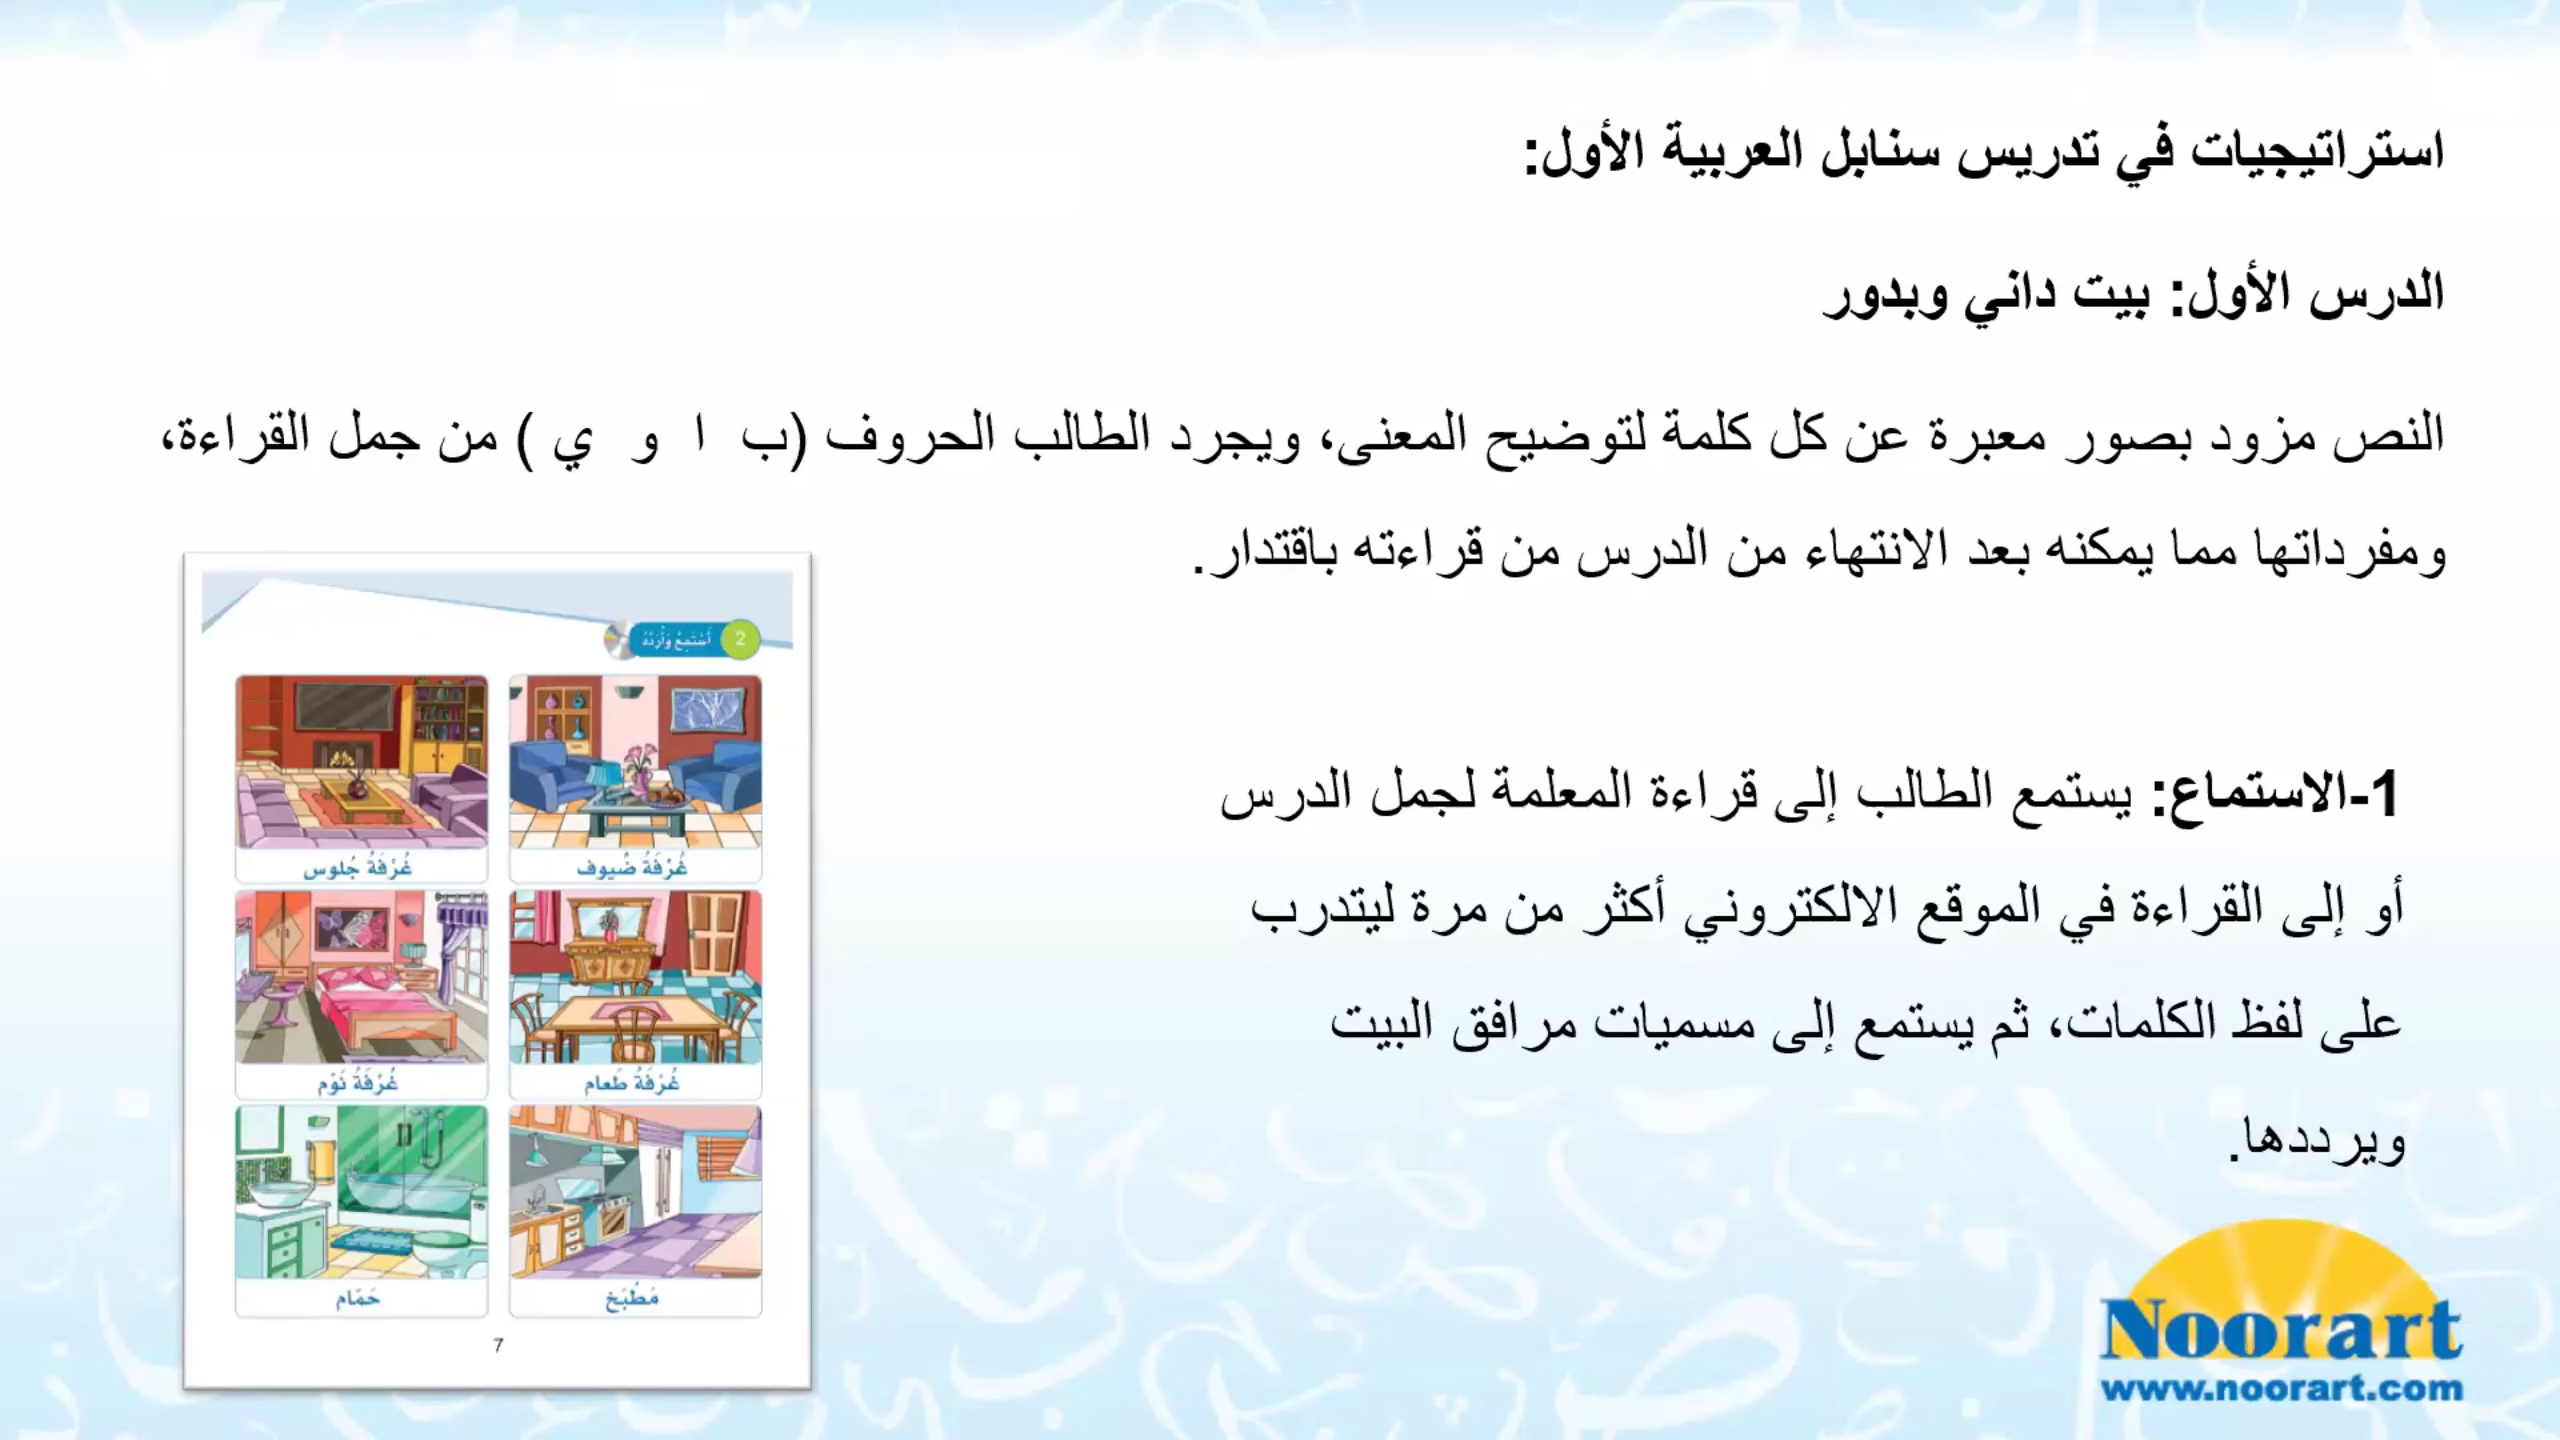 استراتيجيات في تدريس سنابل العربية الأول:
الدرس الأول: بيت داني وبدور
النص مزود بصور معبرة عن كل كلمة لتوضيح المعنى، ويجرد الطالب الحروف (ب ا و ي ) من جمل القراءة،
ومفرداتها مما يمكنه بعد الانتهاء من الدرس من قراءته باقتدار.
1-الاستماع: يستمع الطالب إلى قراءة المعلمة لجمل الدرس
أو إلى القراءة في الموقع الالكتروني أكثر من مرة ليتدرب
على لفظ الكلمات، ثم يستمع إلى مسميات مرافق البيت
ويرددها.
2 أَسْتَمِعُ وَأُرَدِّدُ
غُرْفَةُ ضُيوف
غُرْفَةُ جُلوس
غُرْفَةُ طَعام
غُرْفَةُ نَوْم
مَطْبَخ
حَمّام
7
Noorart
www.noorart.com